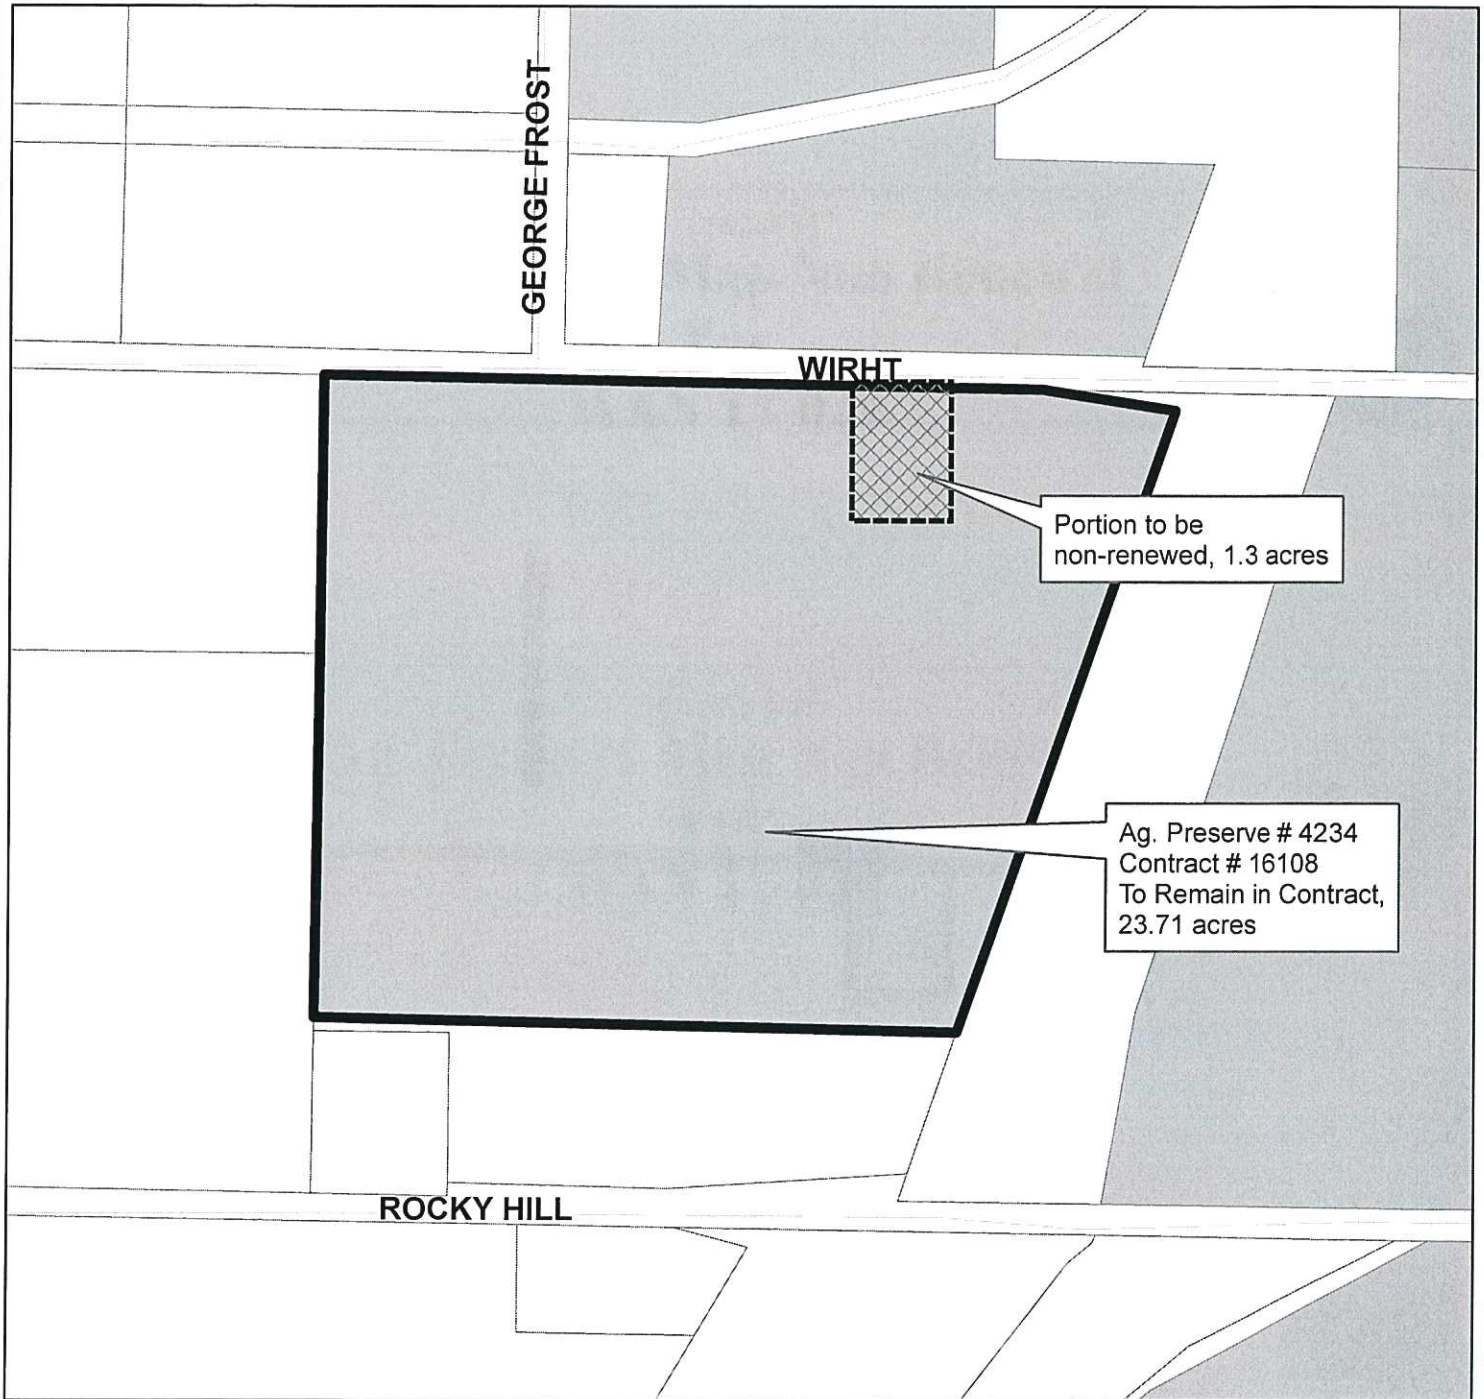 GEORGE FROST
WIRHT
Portion to be
non-renewed, 1.3 acres
Ag. Preserve # 4234
Contract # 16108
To Remain in Contract,
23.71 acres
ROCKY HILL